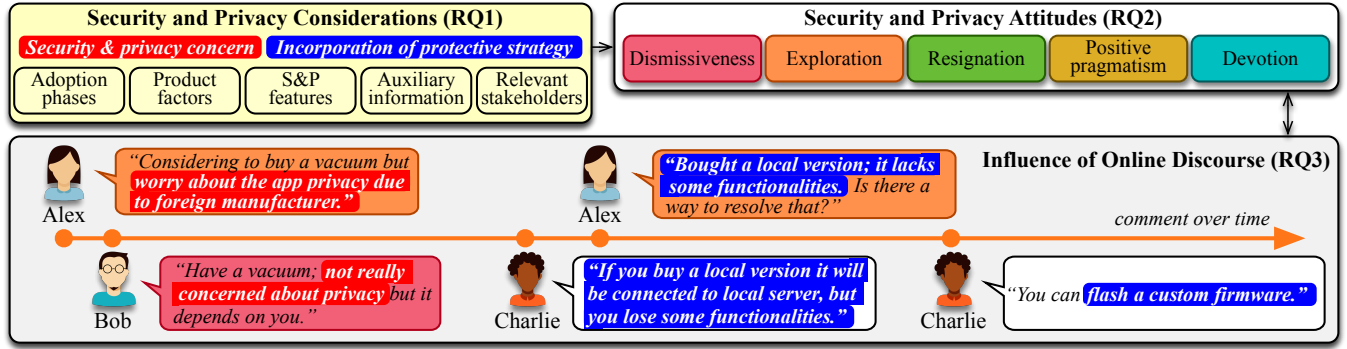 Security and Privacy Considerations (RQ1)
Security & privacy concern
Incorporation of protective strategy
Adoption
phases
Product
factors
S&P
features
Auxiliary
information
Relevant
stakeholders
Security and Privacy Attitudes (RQ2)
Dismissiveness
Exploration
Resignation
Positive
pragmatism
Devotion
Influence of Online Discourse (RQ3)
“Considering to buy a vacuum but
worry about the app privacy due
to foreign manufacturer.”
Alex
“Bought a local version; it lacks
some functionalities. Is there a
way to resolve that?”
Alex
comment over time
“Have a vacuum; not really
concerned about privacy but it
depends on you.”
Bob
“If you buy a local version it will
be connected to local server, but
you lose some functionalities.”
Charlie
“You can flash a custom firmware.”
Charlie